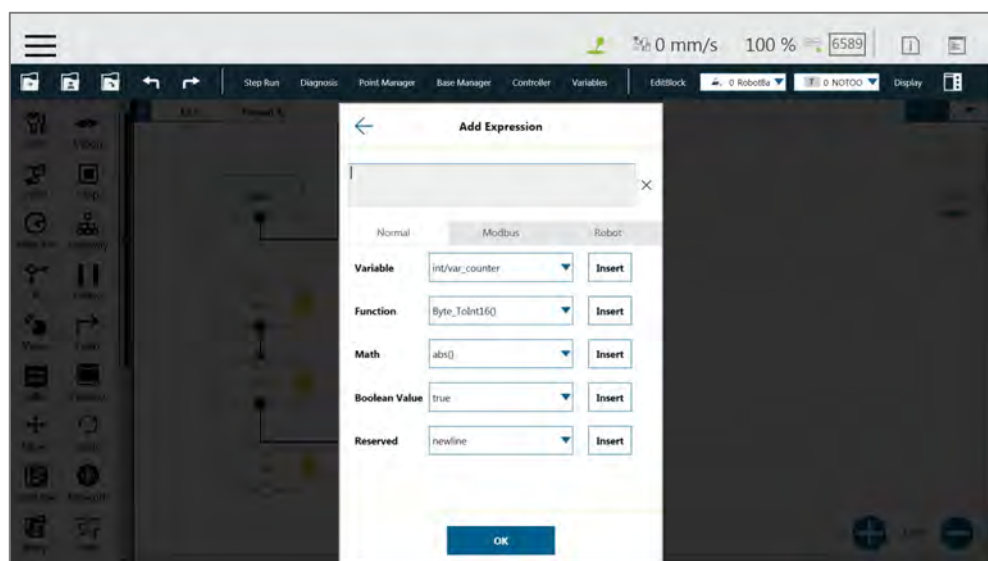 0 mm/s 100 % 6589
Step Run Diagnosis Point Manager Base Manager Controller Variables EditBlock 0 RobotBa 0 NOTOO Display
Add Expression
Normal Modbus Robot
Variable int/var_counter Insert
Function Byte_ToInt16() Insert
Math abs() Insert
Boolean Value true Insert
Reserved newline Insert
OK